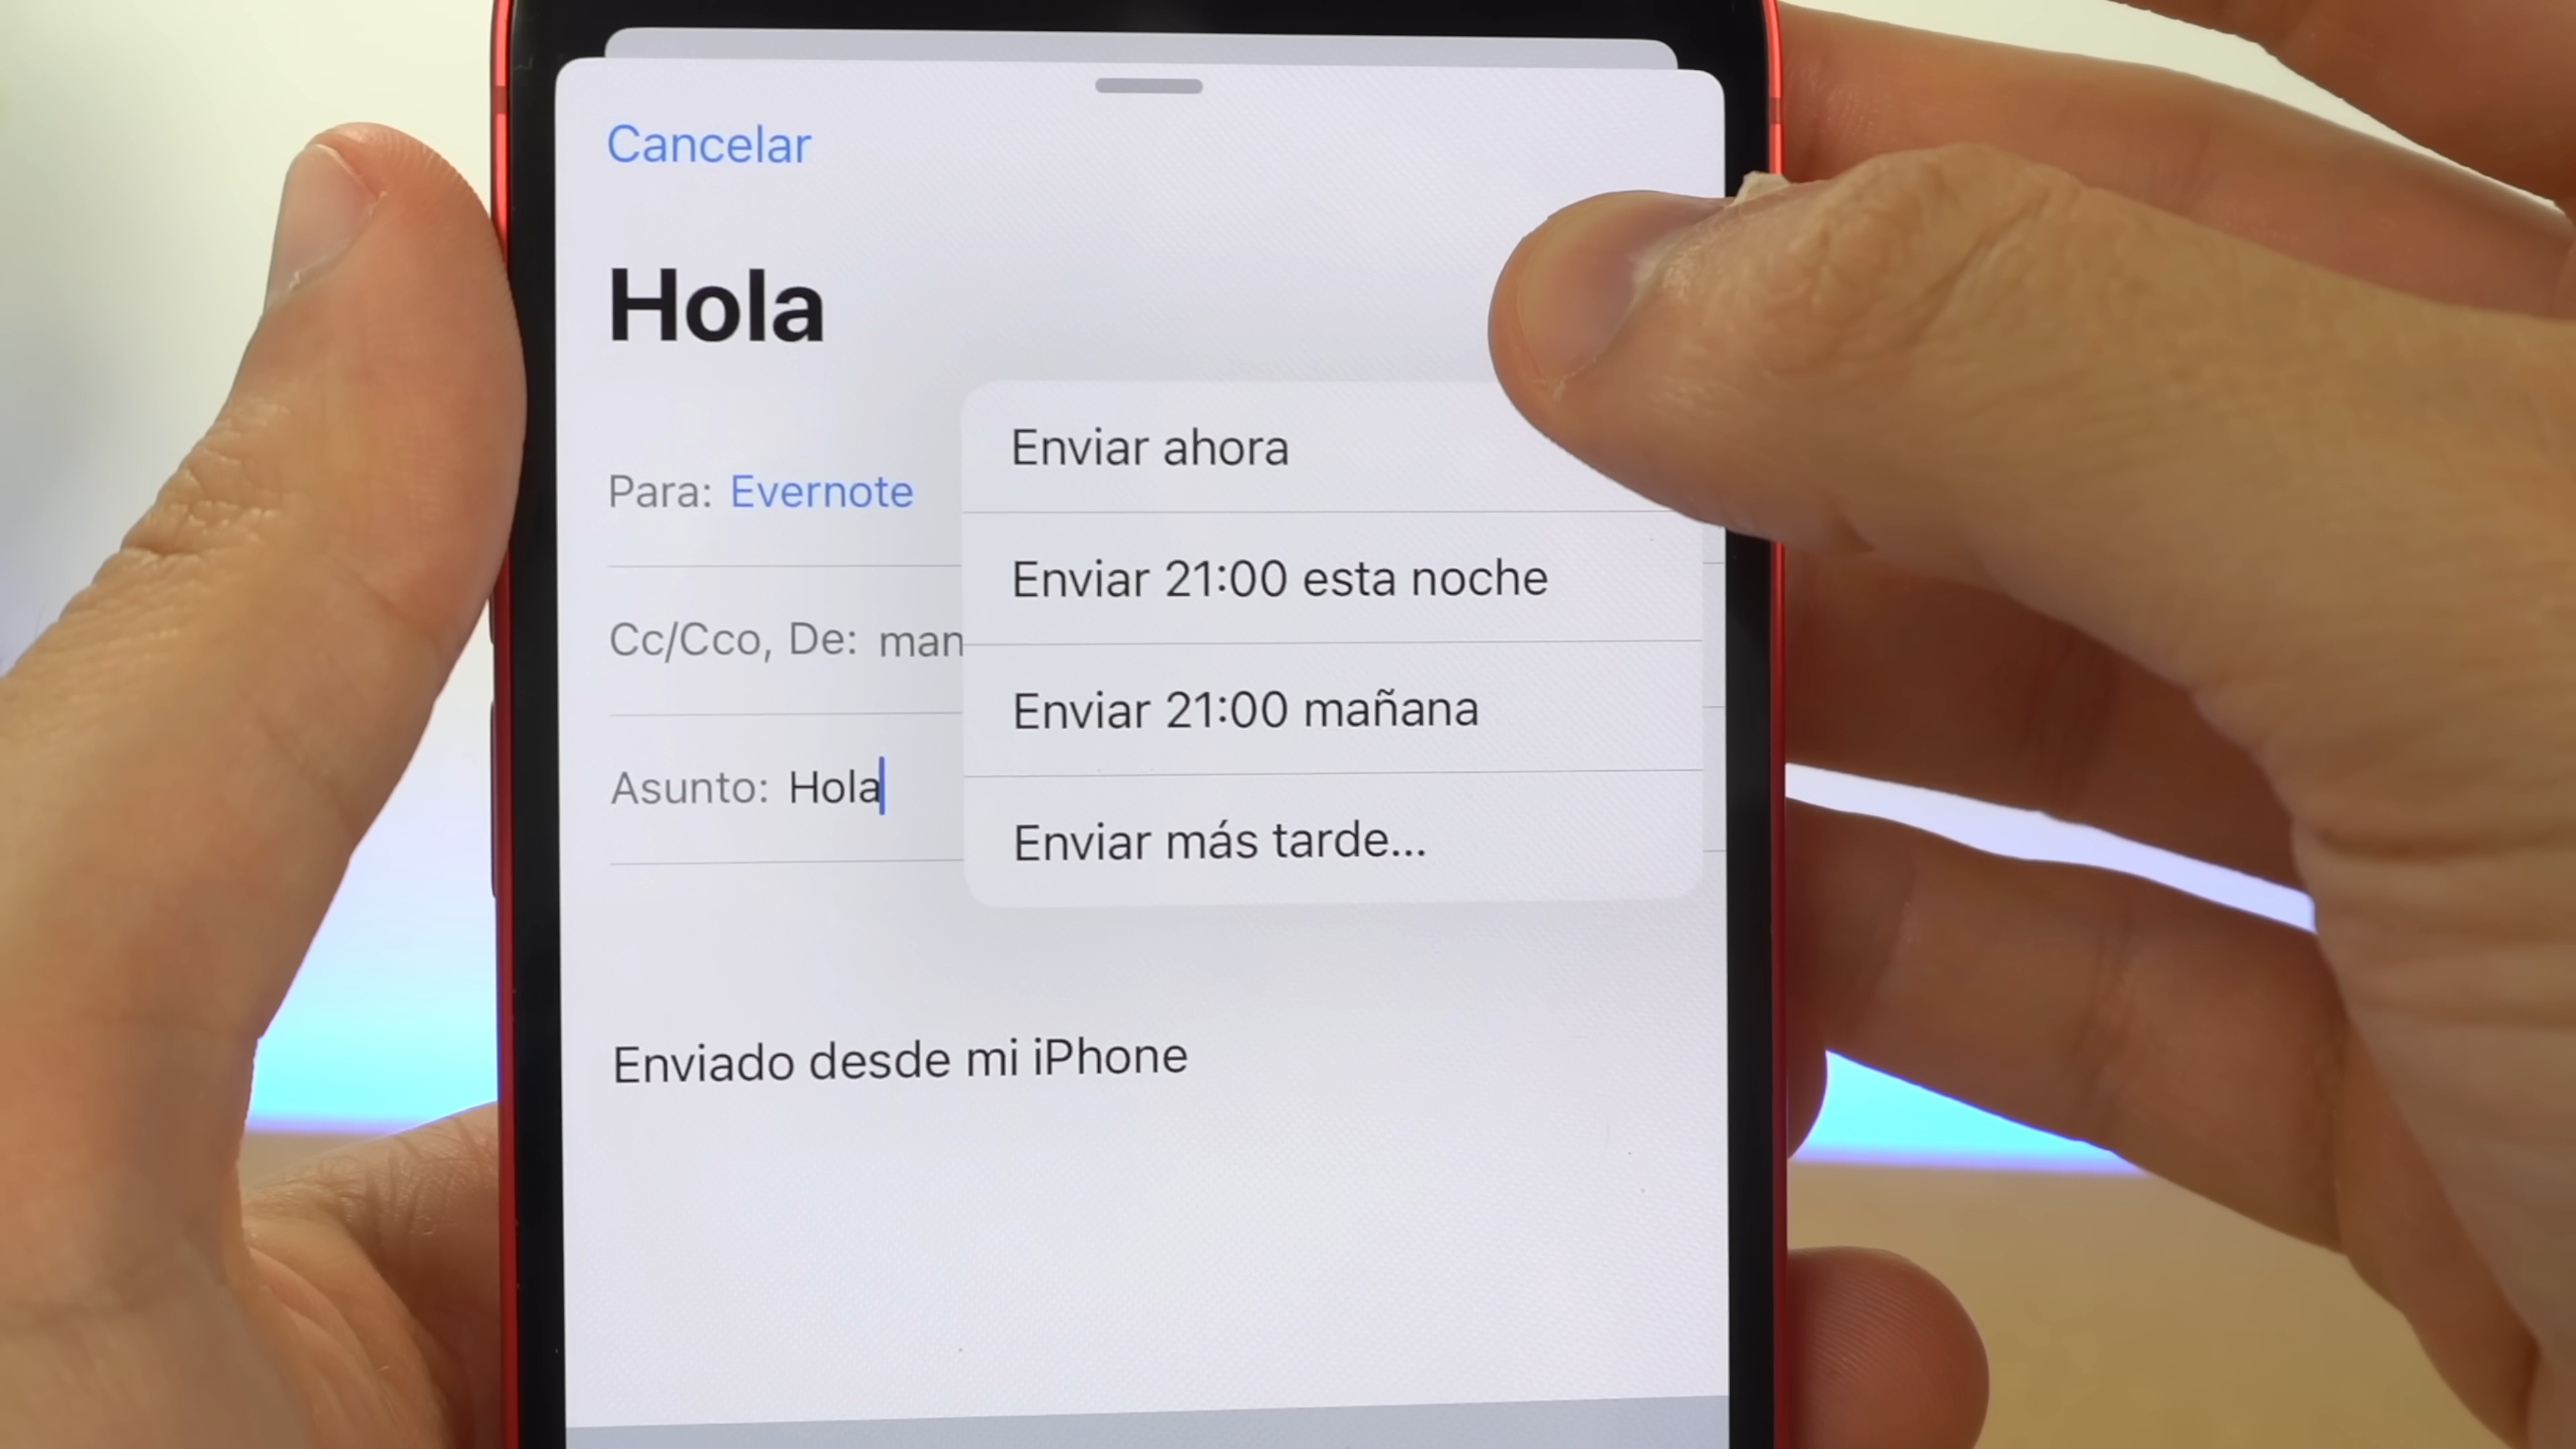 Cancelar
Hola
Enviar ahora
Para: Evernote
Enviar 21:00 esta noche
Cc/Cco, De:
Enviar 21:00 mañana
Asunto: Hola
Enviar más tarde...
Enviado desde mi iPhone